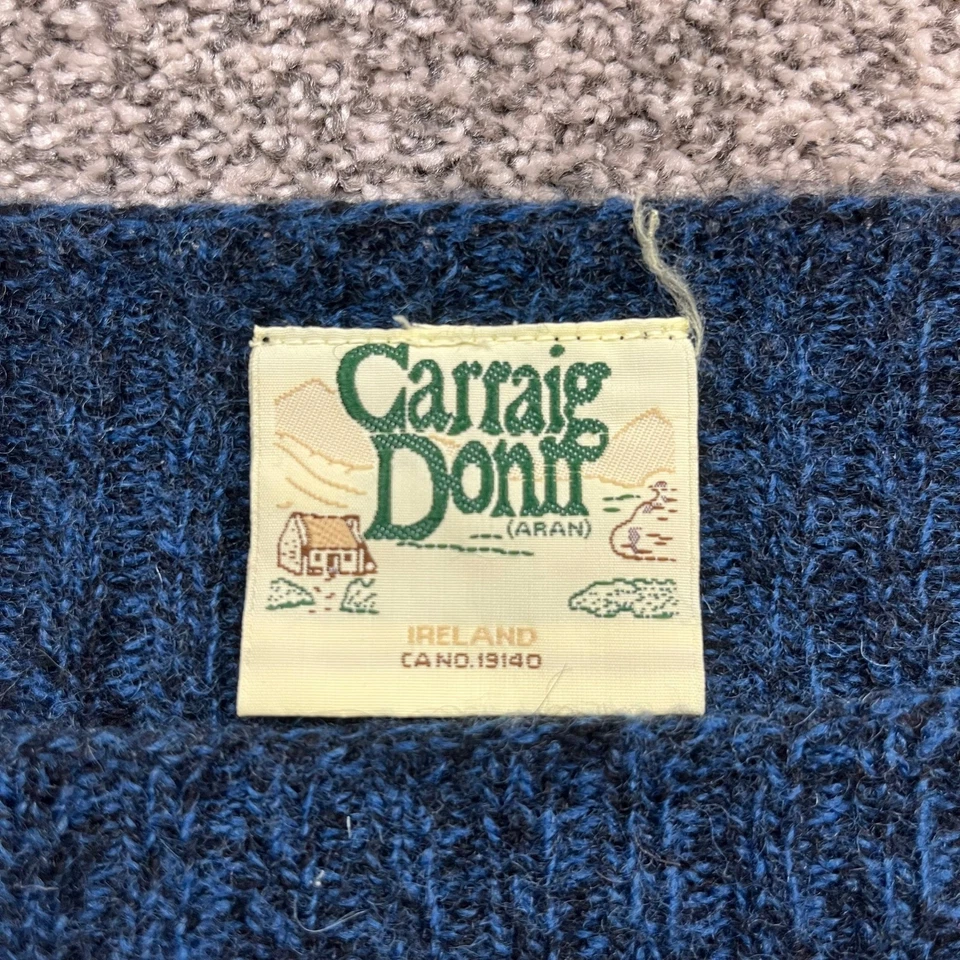 Carraig
Donn
(ARAN)
IRELAND
CA NO. 19140